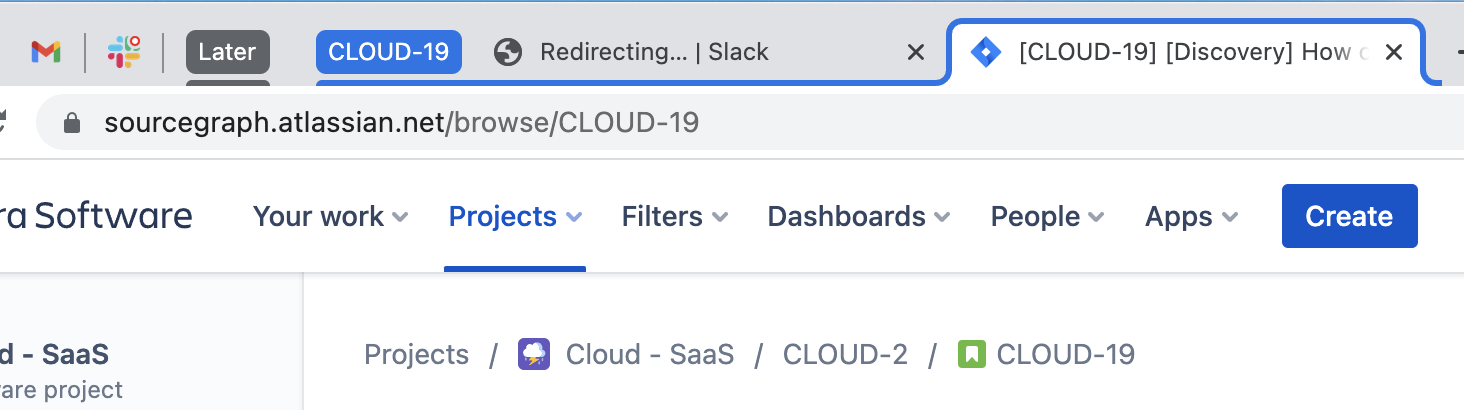 Later CLOUD-19 Redirecting... | Slack [CLOUD-19] [Discovery] How
sourcegraph.atlassian.net/browse/CLOUD-19
ra Software Your work Projects Filters Dashboards People Apps Create
d - SaaS
Projects / Cloud - SaaS / CLOUD-2 / CLOUD-19
are project